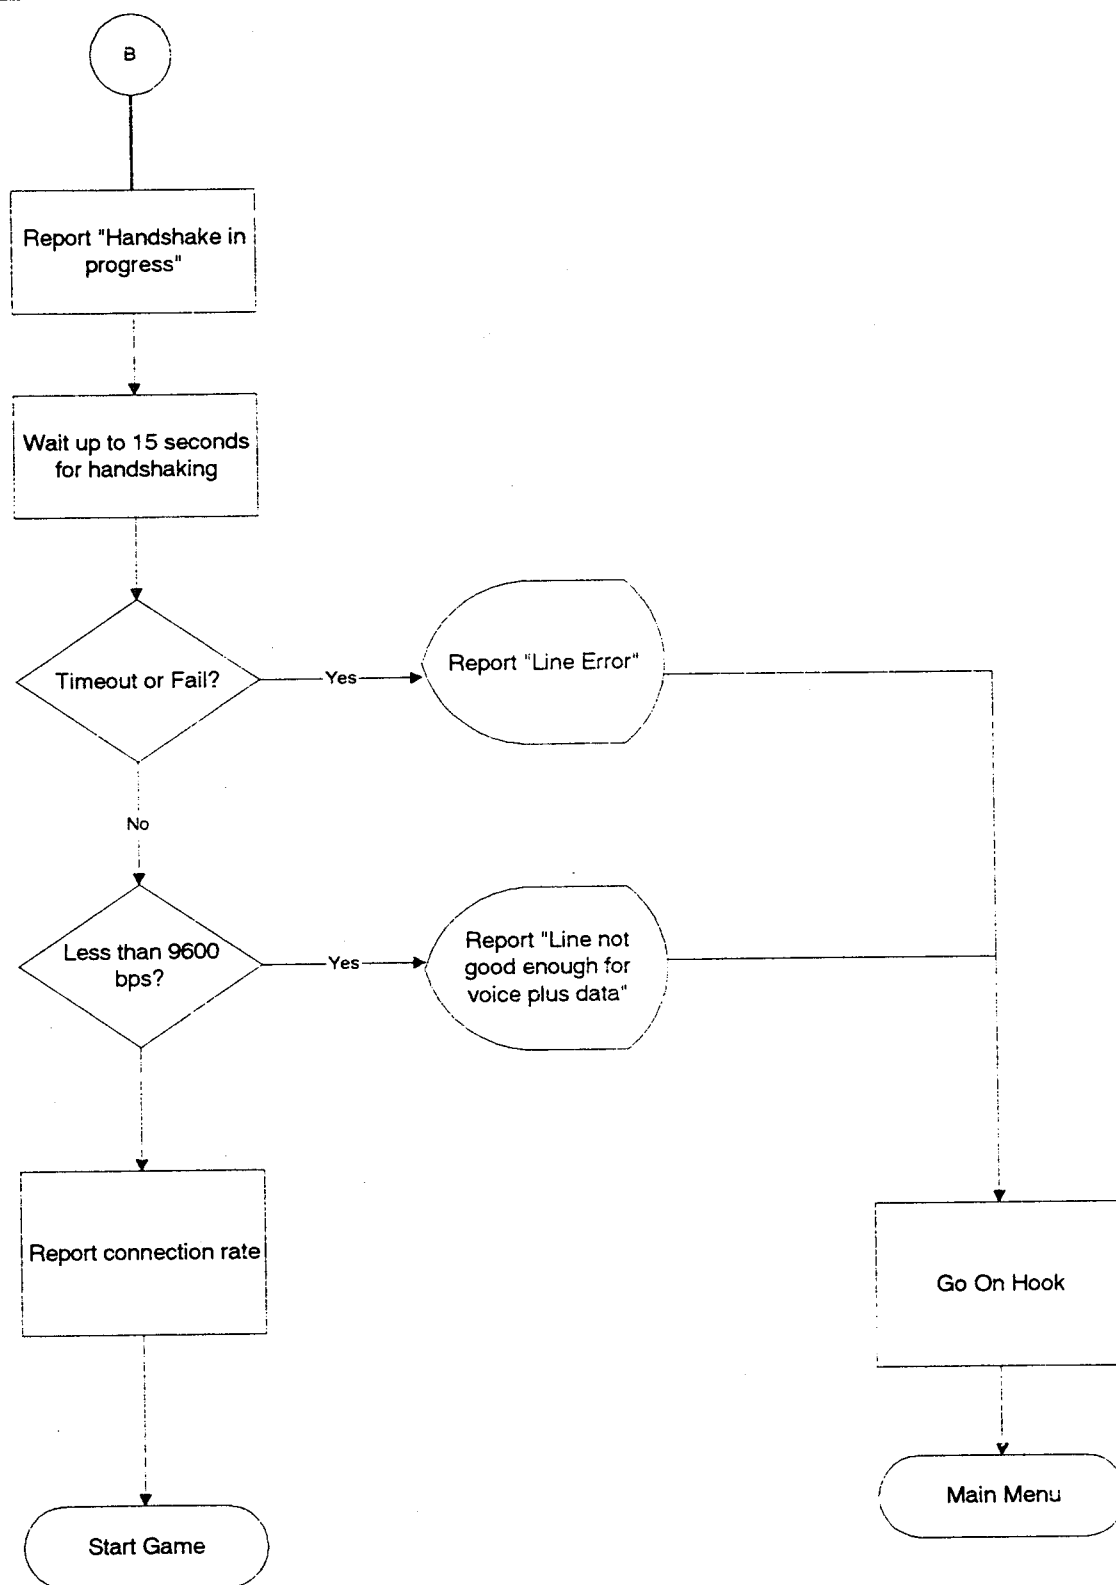 B
Report "Handshake in
progress"
Wait up to 15 seconds
for handshaking
Timeout or Fail?
Yes
Report "Line Error"
No
Less than 9600
bps?
Yes
Report "Line not
good enough for
voice plus data"
Report connection rate
Go On Hook
Main Menu
Start Game